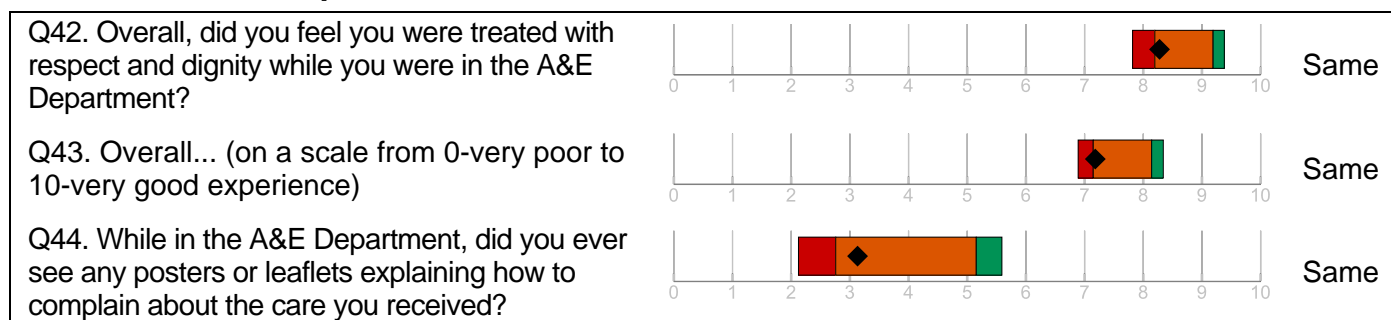 Q42. Overall, did you feel you were treated with
respect and dignity while you were in the A&E
Department?
0 1 2 3 4 5 6 7 8 9 10
Same
Q43. Overall... (on a scale from 0-very poor to
10-very good experience)
0 1 2 3 4 5 6 7 8 9 10
Same
Q44. While in the A&E Department, did you ever
see any posters or leaflets explaining how to
complain about the care you received?
0 1 2 3 4 5 6 7 8 9 10
Same